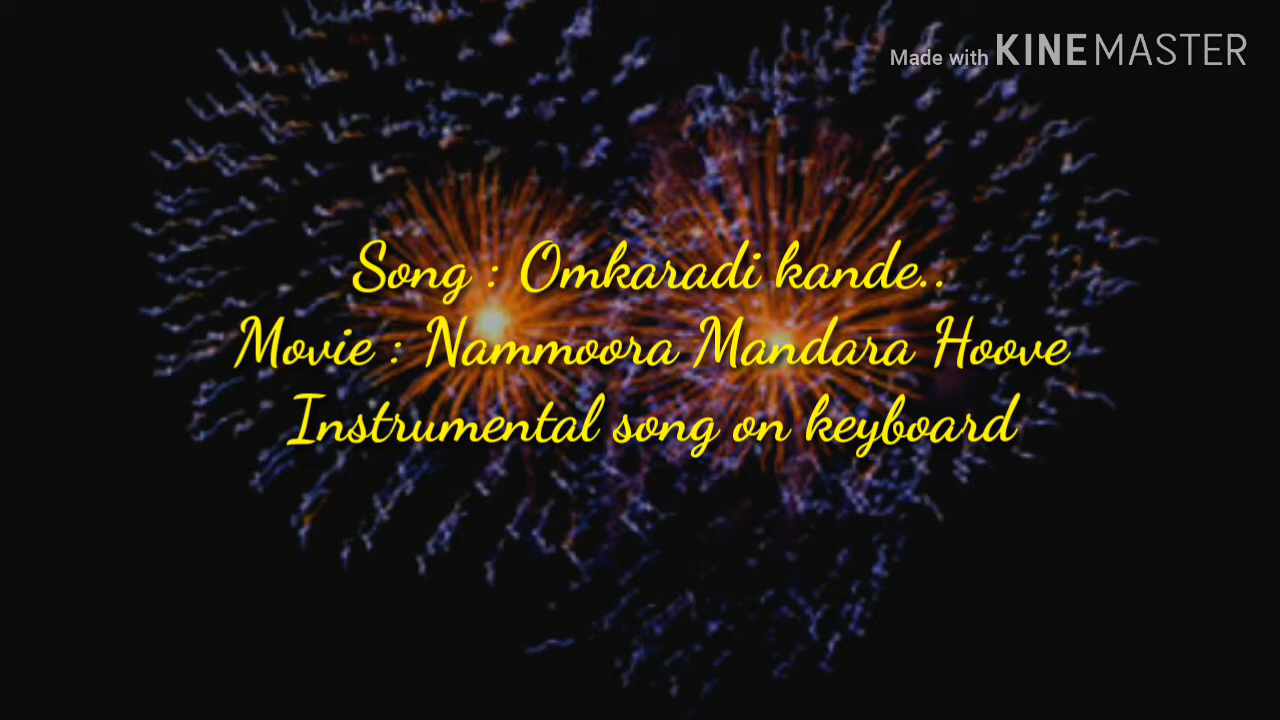 Made with KINEMASTER
Song : Omkaradi kande..
Movie : Nammoora Mandara Hoove
Instrumental song on keyboard